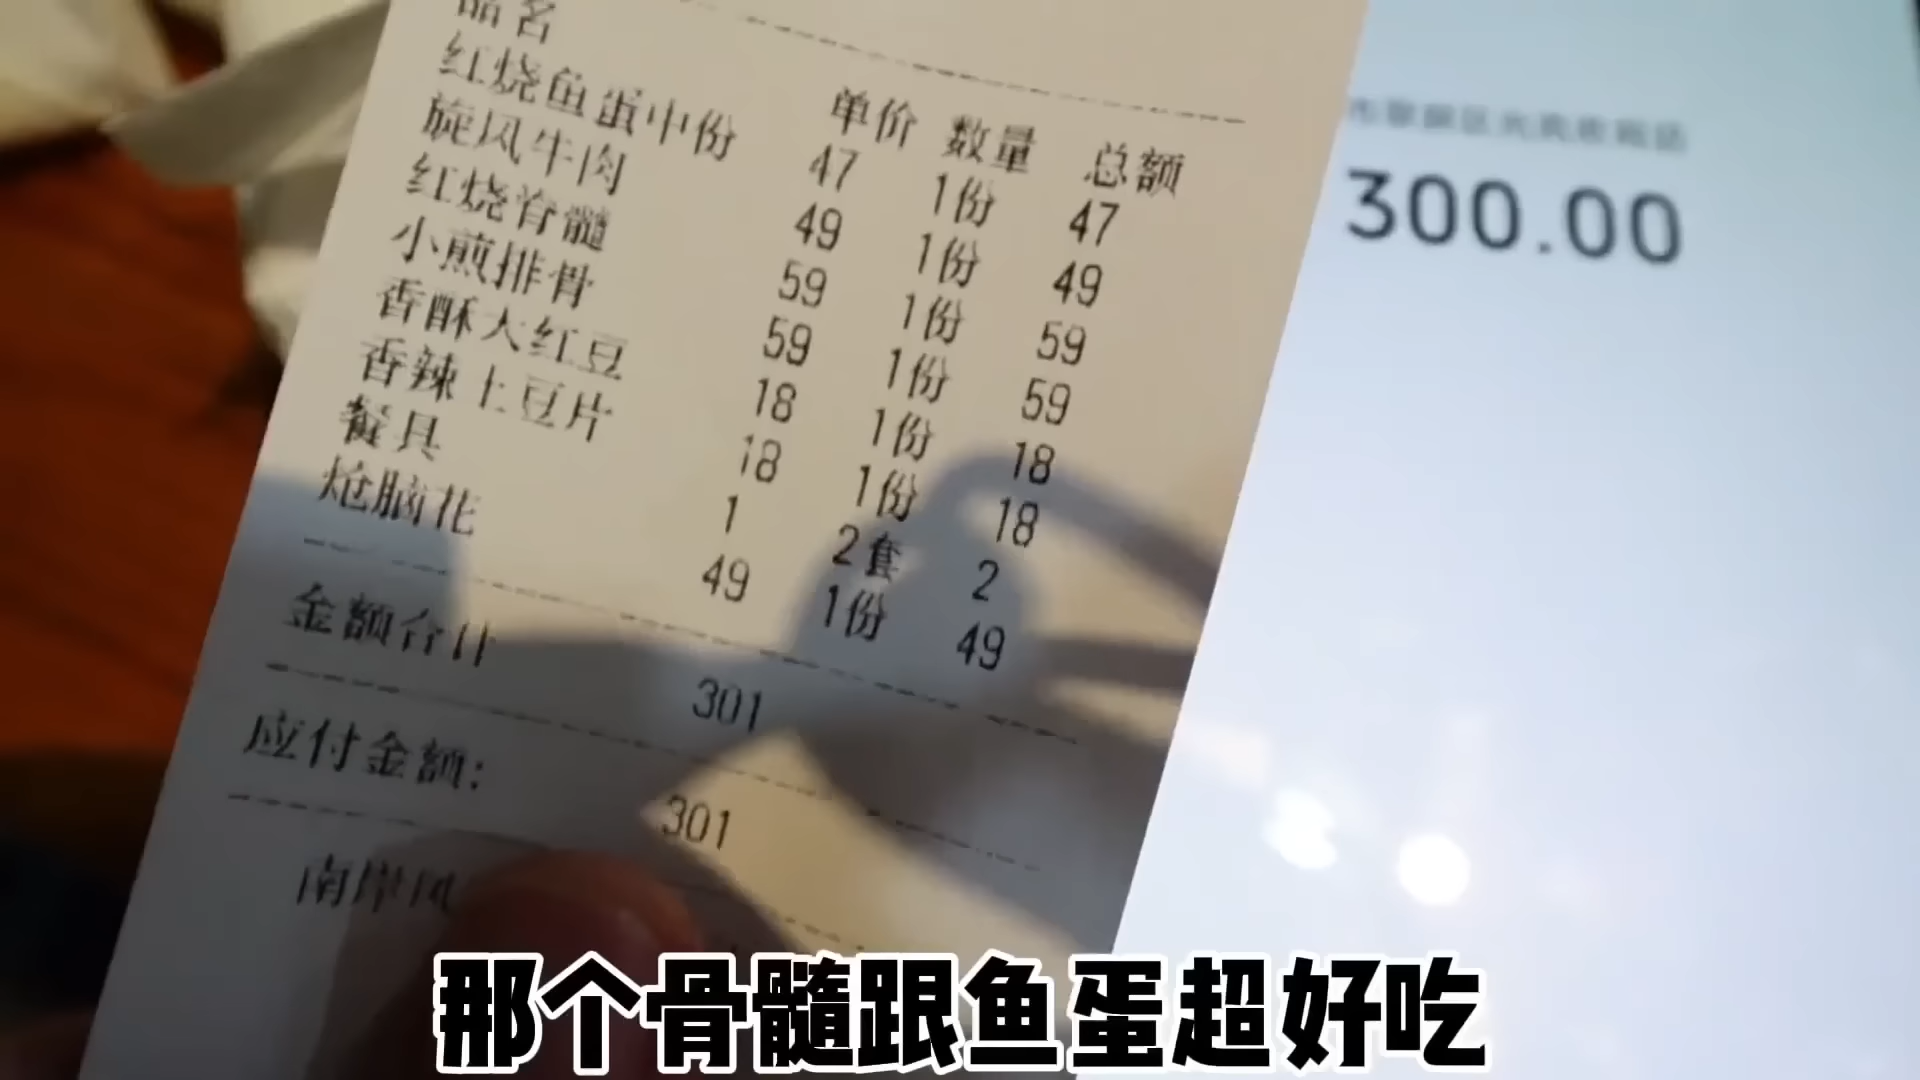 品名 单价 数量 总额
红烧鱼蛋中份 47 1份 47
旋风牛肉 49 1份 49
红烧脊髓 59 1份 59
小煎排骨 59 1份 59
香酥大红豆 18 1份 18
香辣土豆片 18 1份 18
餐具 1 2套 2
炝脑花 49 1份 49
金额合计 301
应付金额: 301
南岸风
300.00
那个骨髓跟鱼蛋超好吃